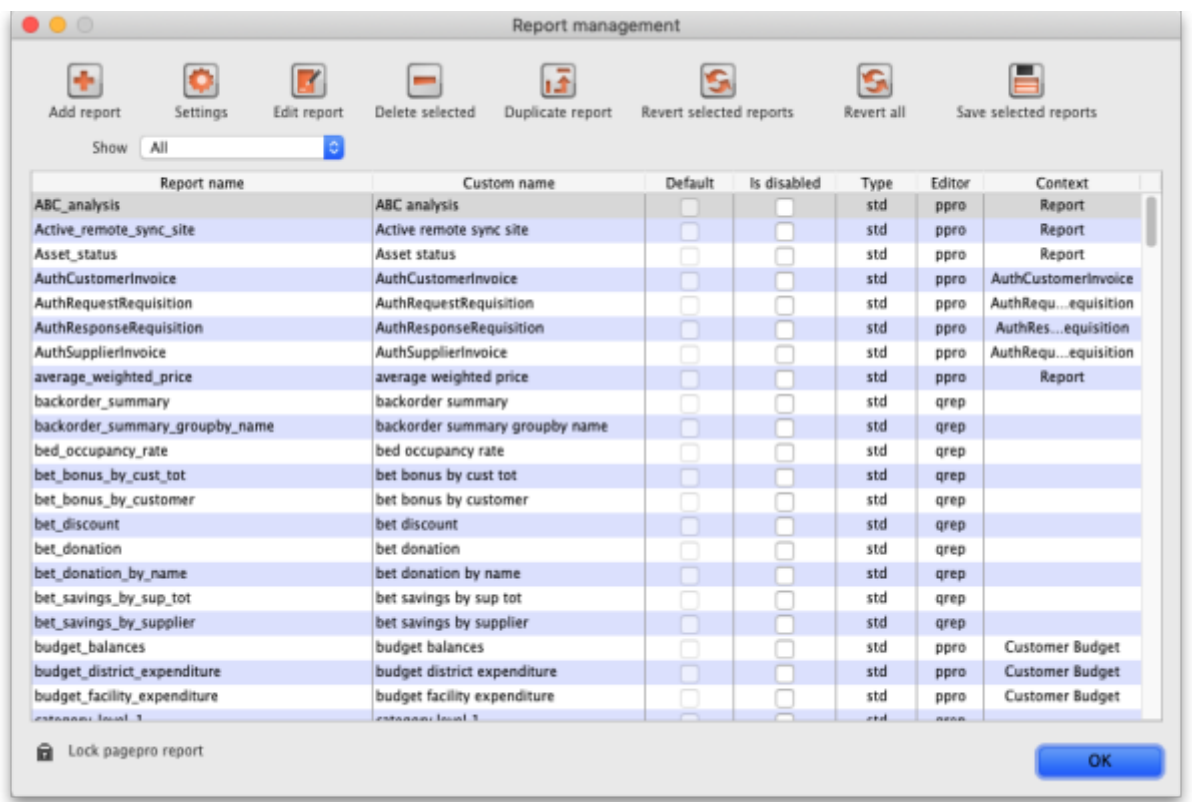 Report management
Add report Settings Edit report Delete selected Duplicate report Revert selected reports Revert all Save selected reports
Show All
Report name Custom name Default Is disabled Type Editor Context
ABC_analysis ABC analysis std ppro Report
Active_remote_sync_site Active remote sync site std ppro Report
Asset_status Asset status std ppro Report
AuthCustomerInvoice AuthCustomerInvoice std ppro AuthCustomerInvoice
AuthRequestRequisition AuthRequestRequisition std ppro AuthRequ...equisition
AuthResponseRequisition AuthResponseRequisition std ppro AuthRes...equisition
AuthSupplierInvoice AuthSupplierInvoice std ppro AuthRequ...equisition
average_weighted_price average weighted price std ppro Report
backorder_summary backorder summary std qrep
backorder_summary_groupby_name backorder summary groupby name std qrep
bed_occupancy_rate bed occupancy rate std qrep
bet_bonus_by_cust_tot bet bonus by cust tot std qrep
bet_bonus_by_customer bet bonus by customer std qrep
bet_discount bet discount std qrep
bet_donation bet donation std qrep
bet_donation_by_name bet donation by name std qrep
bet_savings_by_sup_tot bet savings by sup tot std qrep
bet_savings_by_supplier bet savings by supplier std qrep
budget_balances budget balances std ppro Customer Budget
budget_district_expenditure budget district expenditure std ppro Customer Budget
budget_facility_expenditure budget facility expenditure std ppro Customer Budget
Lock pagepro report
OK